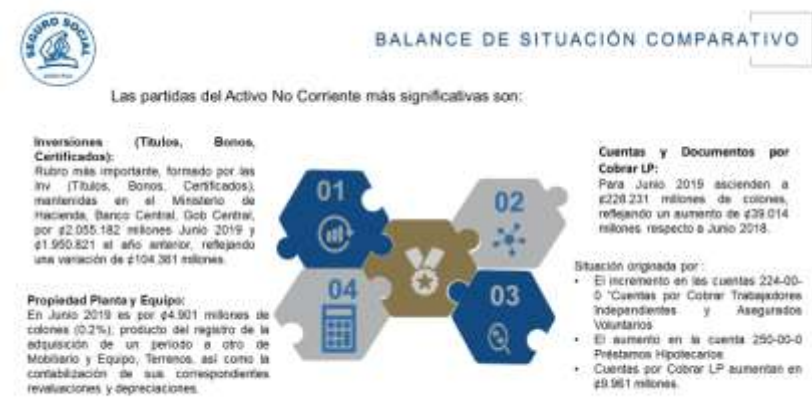 SEGURO SOCIAL
BALANCE DE SITUACIÓN COMPARATIVO
Las partidas del Activo No Corriente más significativas son:
Inversiones (Titulos, Bonos,
Certificados):
Rubro más importante, formado por las
Inv (Títulos, Bonos, Certificados),
mantenidas en el Ministerio de
Hacienda, Banco Central, Gob Central,
por ¢2.055.182 millones Junio 2019 y
¢1.950.821 el año anterior, reflejando
una variación de ¢104.361 millones.
Propiedad Planta y Equipo:
En Junio 2019 es por ¢4.901 millones de
colones (0.2%); producto del registro de la
adquisición de un periodo a otro de
Mobiliario y Equipo, Terrenos, así como la
contabilización de sus correspondientes
revaluaciones y depreciaciones.
01
02
04
03
Cuentas y Documentos por
Cobrar LP:
Para Junio 2019 ascienden a
¢228.231 millones de colones,
reflejando un aumento de ¢39.014
millones respecto a Junio 2018.
Situación originada por :
• El incremento en las cuentas 224-00-
0 "Cuentas por Cobrar Trabajadores
Independientes y Asegurados
Voluntarios
• El aumento en la cuenta 250-00-0
Préstamos Hipotecarios
• Cuentas por Cobrar LP aumentan en
¢9.961 millones.